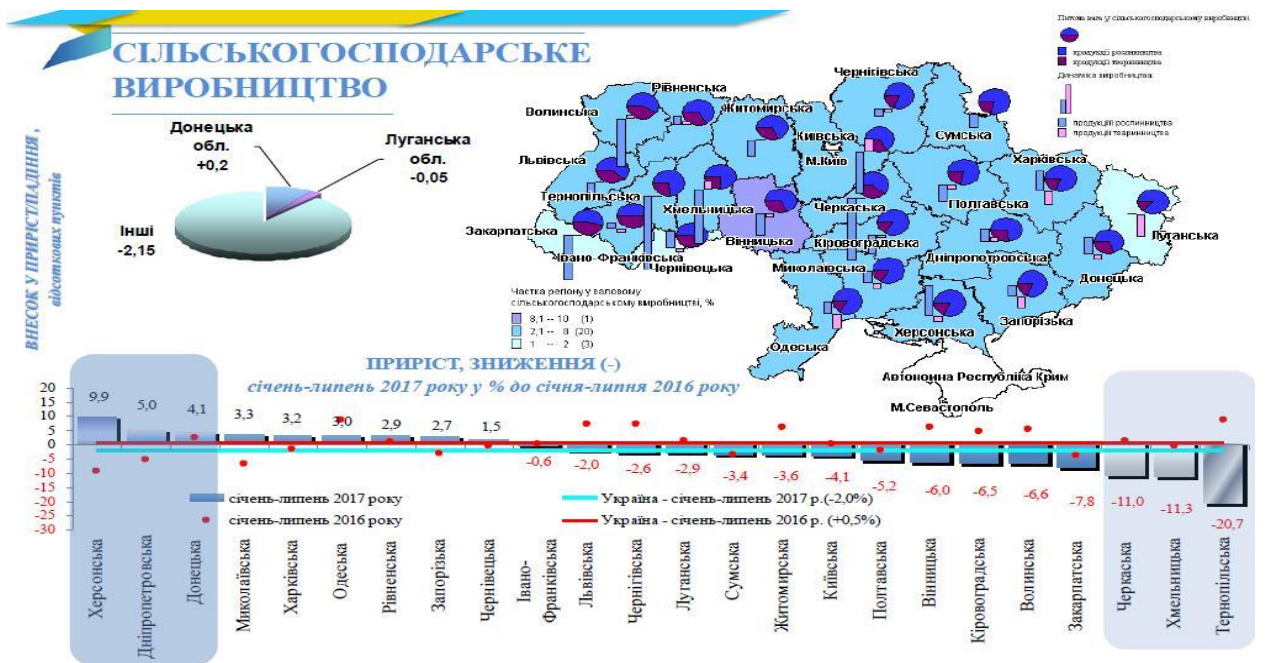 СІЛЬСЬКОГОСПОДАРСЬКЕ
ВИРОБНИЦТВО
ВНЕСОК У ПРИРІСТ/ПАДІННЯ ,
відсоткових пунктів
Донецька
обл.
+0,2
Луганська
обл.
-0,05
Інші
-2,15
Питома вага у сільськогосподарському виробництві
продукції рослинництва
продукції тваринництва
Динаміка виробництва
продукції рослинництва
продукції тваринництва
Чернігівська
Рівненська
Волинська
Житомирська
Київська
Сумська
М.Київ
Львівська
Харківська
Тернопільська
Хмельницька
Черкаська
Полтавська
Закарпатська
Вінницька
Кіровоградська
Луганська
Івано-Франківська
Чернівецька
Миколаївська
Дніпропетровська
Донецька
Запорізька
Херсонська
Одеська
Автономна Республіка Крим
М.Севастополь
Частка регіону у валовому
сільськогосподарському виробництві, %
8,1 -- 10 (1)
2,1 -- 8 (20)
1 -- 2 (3)
ПРИРІСТ, ЗНИЖЕННЯ (-)
січень-липень 2017 року у % до січня-липня 2016 року
20
15
10
5
0
-5
-10
-15
-20
-25
-30
9,9
5,0
4,1
3,3
3,2
3,0
2,9
2,7
1,5
-0,6
-2,0
-2,6
-2,9
-3,4
-3,6
-4,1
-5,2
-6,0
-6,5
-6,6
-7,8
-11,0
-11,3
-20,7
січень-липень 2017 року
Україна - січень-липень 2017 р.(-2,0%)
січень-липень 2016 року
Україна - січень-липень 2016 р. (+0,5%)
Херсонська
Дніпропетровська
Донецька
Миколаївська
Харківська
Одеська
Рівненська
Запорізька
Чернівецька
Івано-
Франківська
Львівська
Чернігівська
Луганська
Сумська
Житомирська
Київська
Полтавська
Вінницька
Кіровоградська
Волинська
Закарпатська
Черкаська
Хмельницька
Тернопільська